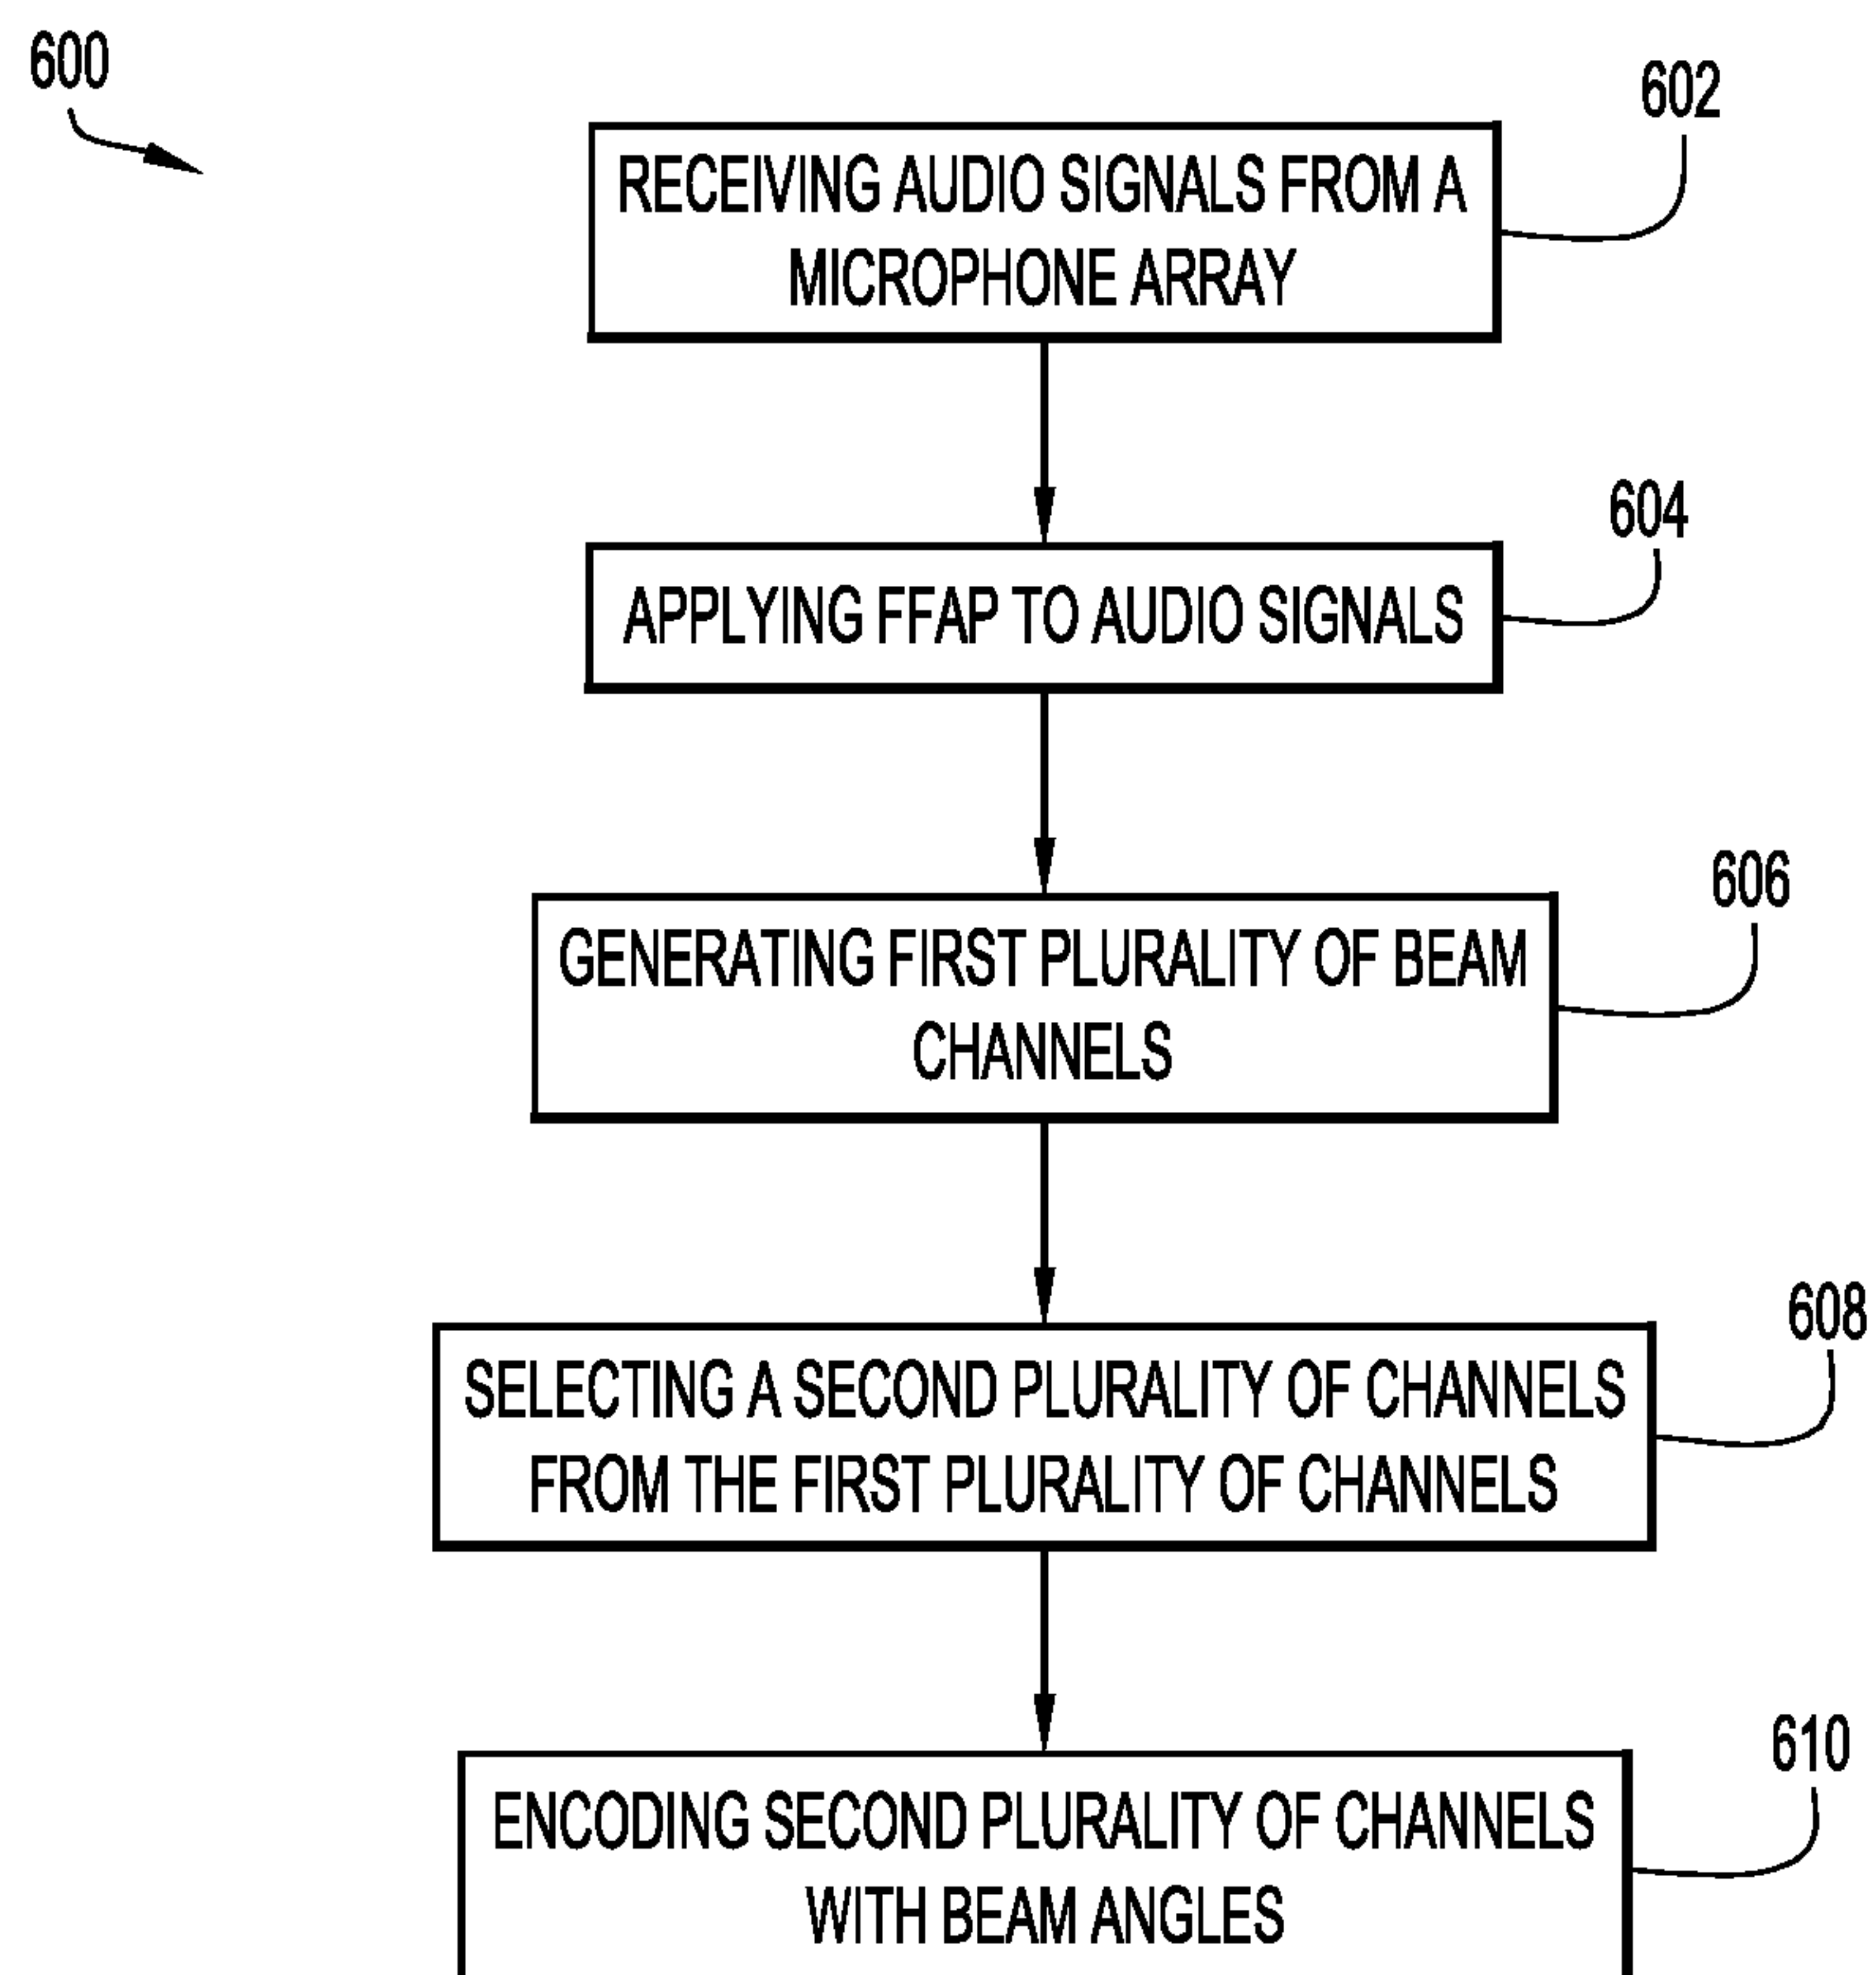 600
602
RECEIVING AUDIO SIGNALS FROM A
MICROPHONE ARRAY
604
APPLYING FFAP TO AUDIO SIGNALS
606
GENERATING FIRST PLURALITY OF BEAM
CHANNELS
608
SELECTING A SECOND PLURALITY OF CHANNELS
FROM THE FIRST PLURALITY OF CHANNELS
610
ENCODING SECOND PLURALITY OF CHANNELS
WITH BEAM ANGLES